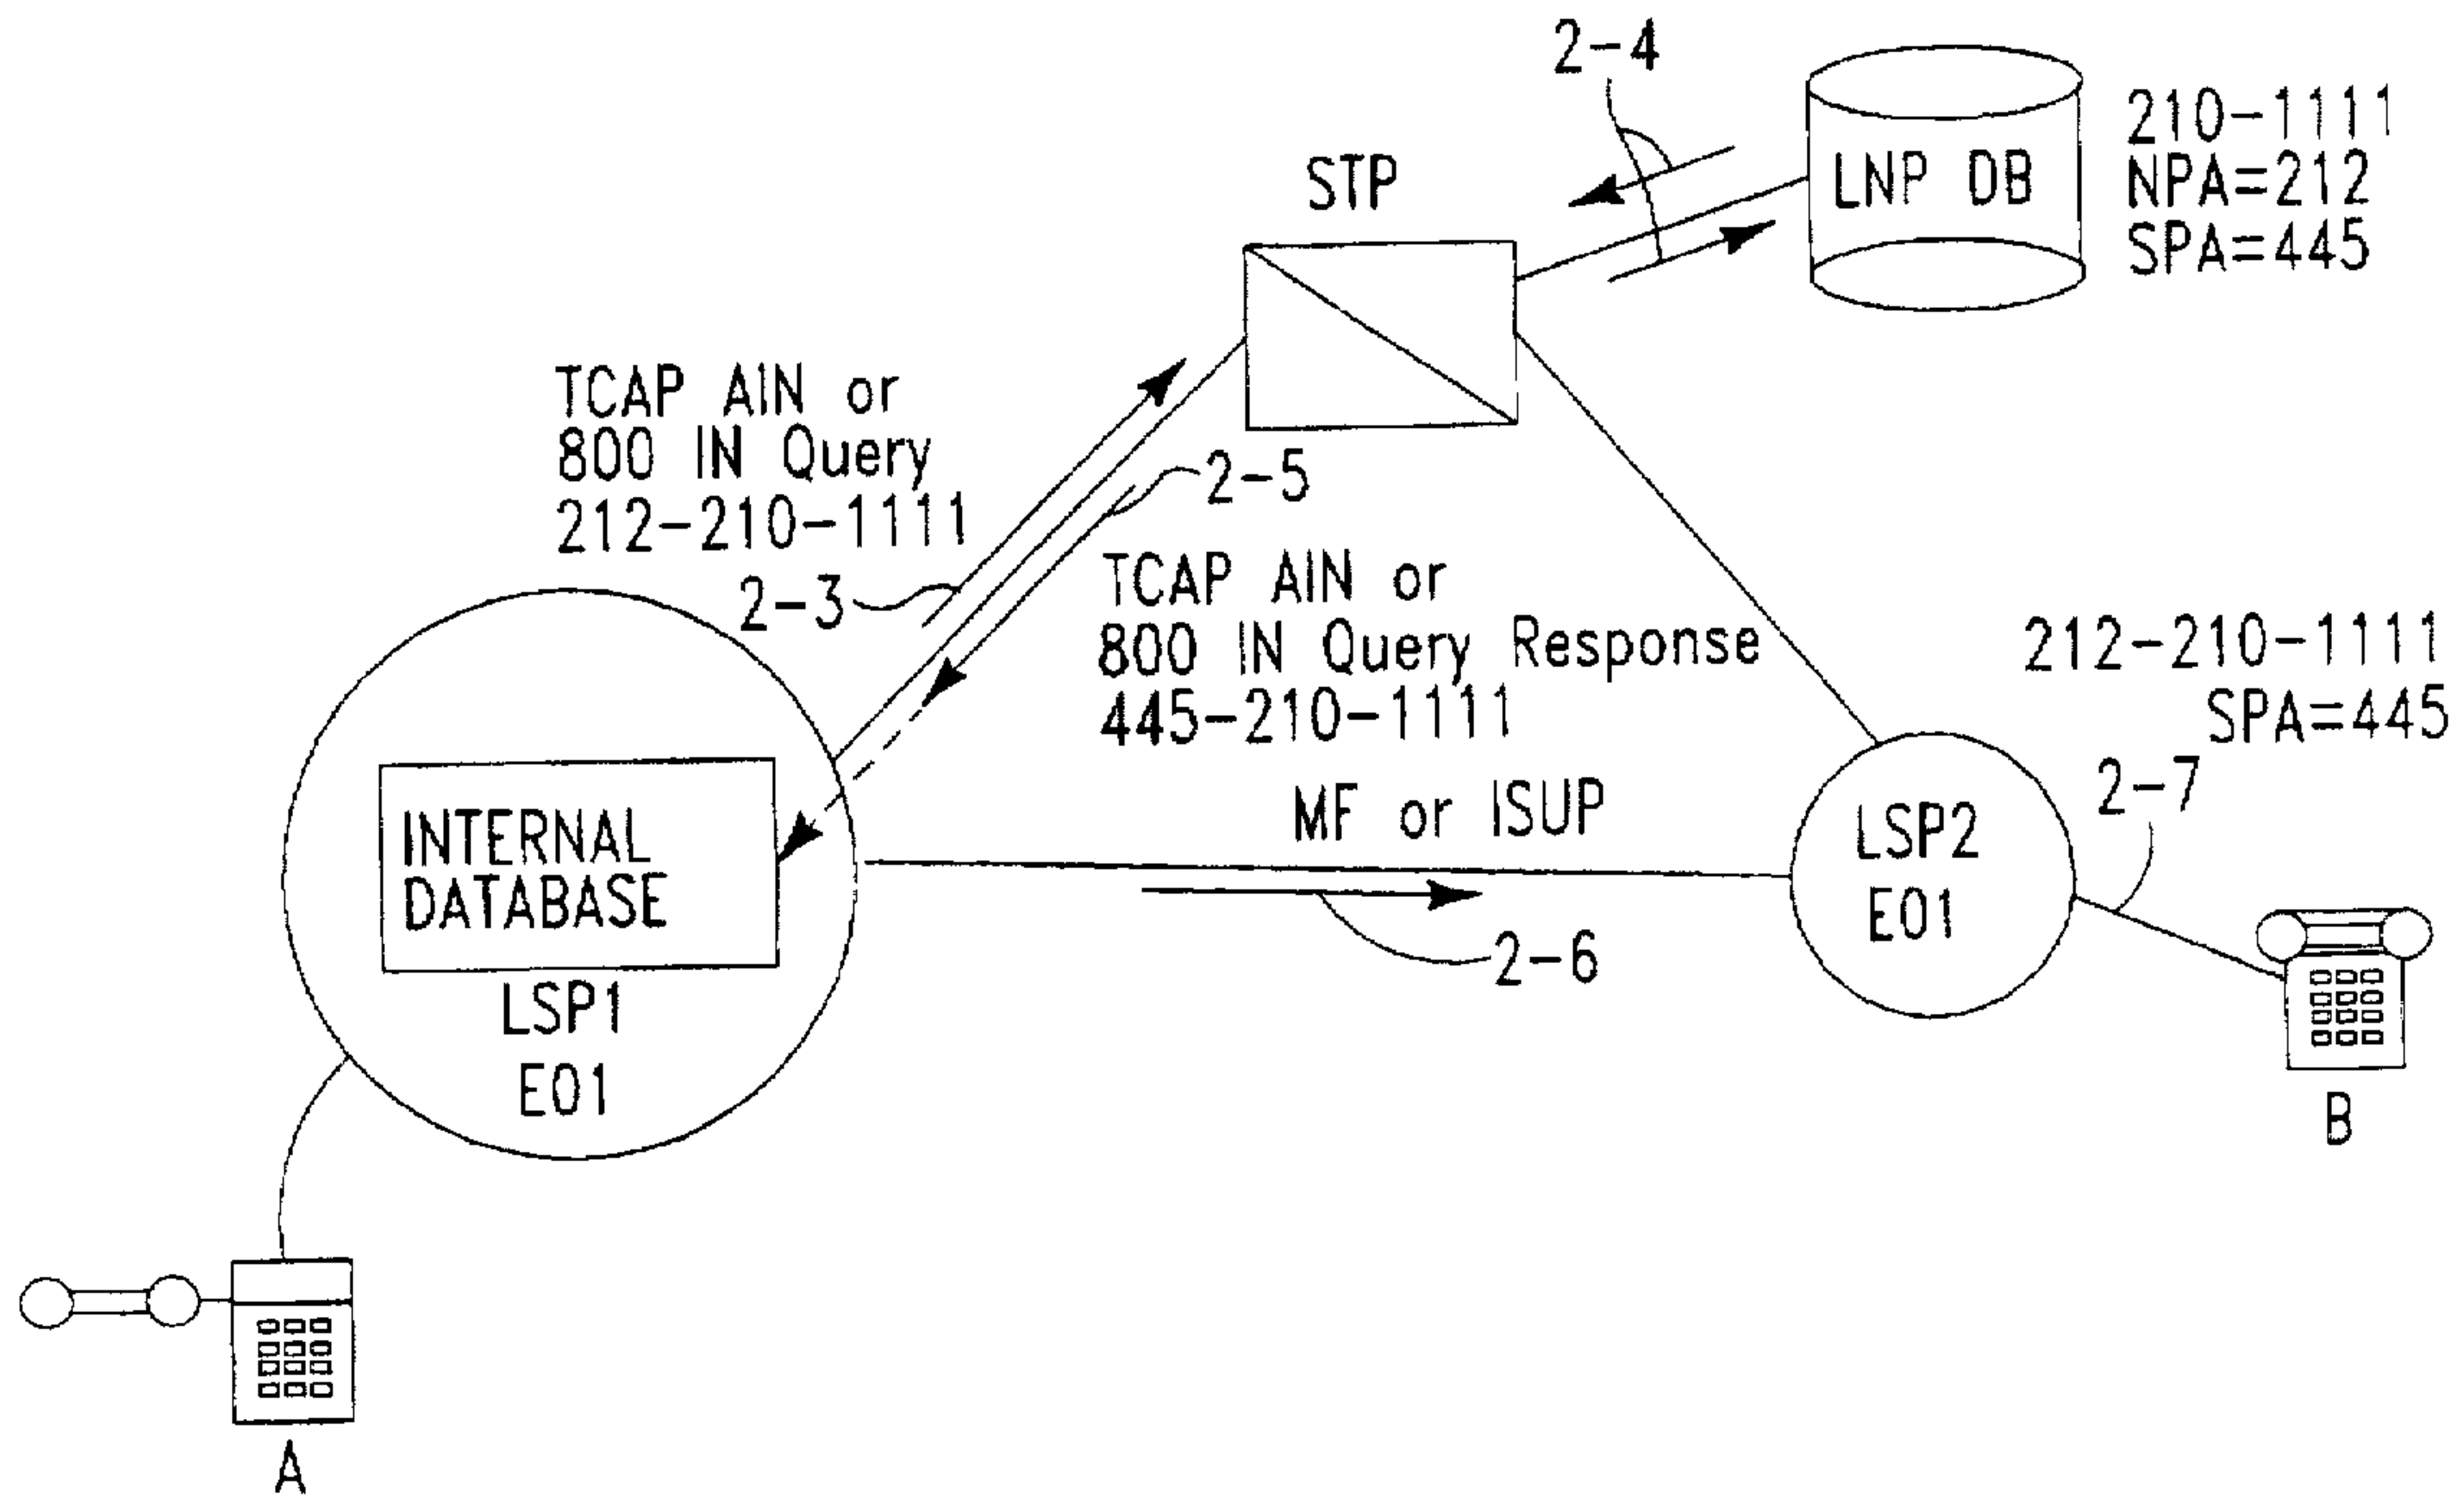 2-4
210-1111
NPA=212
SPA=445
LNP DB
STP
TCAP AIN or
800 IN Query
212-210-1111
2-3
2-5
TCAP AIN or
800 IN Query Response
445-210-1111
212-210-1111
SPA=445
2-7
MF or ISUP
INTERNAL
DATABASE
LSP1
E01
LSP2
E01
2-6
B
A